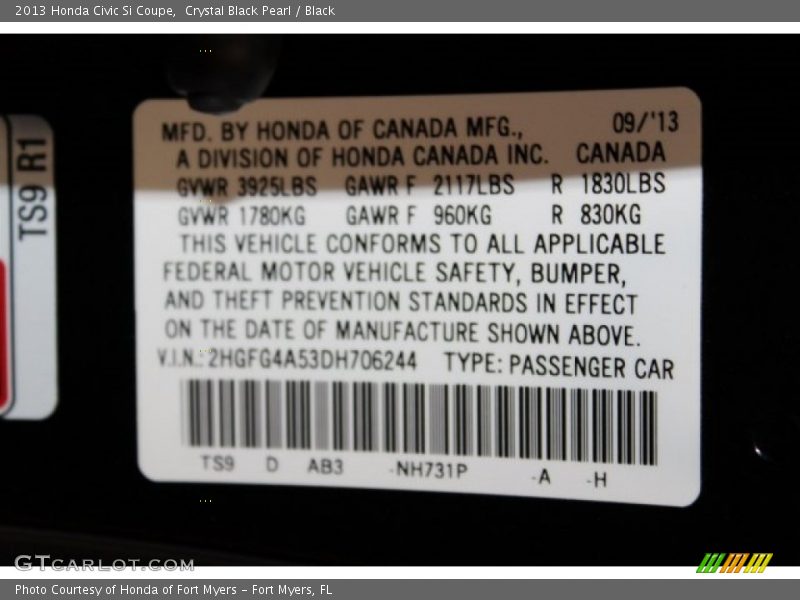 2013 Honda Civic Si Coupe,  Crystal Black Pearl / Black
TS9 R1
MFD. BY HONDA OF CANADA MFG., 09/'13
A DIVISION OF HONDA CANADA INC. CANADA
GVWR 3925LBS GAWR F 2117LBS R 1830LBS
GVWR 1780KG GAWR F 960KG R 830KG
THIS VEHICLE CONFORMS TO ALL APPLICABLE
FEDERAL MOTOR VEHICLE SAFETY, BUMPER,
AND THEFT PREVENTION STANDARDS IN EFFECT
ON THE DATE OF MANUFACTURE SHOWN ABOVE.
V.I.N.: 2HGFG4A53DH706244 TYPE: PASSENGER CAR
TS9 D AB3 -NH731P -A -H
GTCARLOT.COM
Photo Courtesy of Honda of Fort Myers - Fort Myers, FL